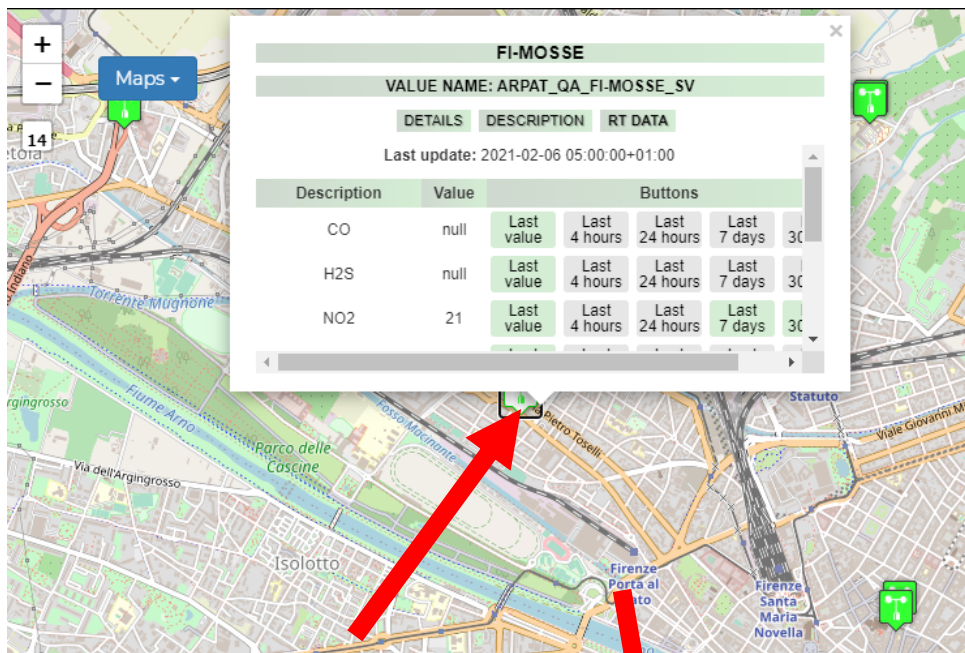 FI-MOSSE
×
+
−
Maps
VALUE NAME: ARPAT_QA_FI-MOSSE_SV
DETAILS DESCRIPTION RT DATA
14
Last update: 2021-02-06 05:00:00+01:00
Description Value Buttons
CO null Last value Last 4 hours Last 24 hours Last 7 days
H2S null Last value Last 4 hours Last 24 hours Last 7 days
NO2 21 Last value Last 4 hours Last 24 hours Last 7 days
Torrente Mugnone
Fiume Arno
Fosso Macinante
Pietro Toselli
Statuto
Viale Giovanni
Parco delle
Cascine
Via dell'Argingrosso
Isolotto
Firenze
Porta al
Firenze
Santa
Maria
Novella